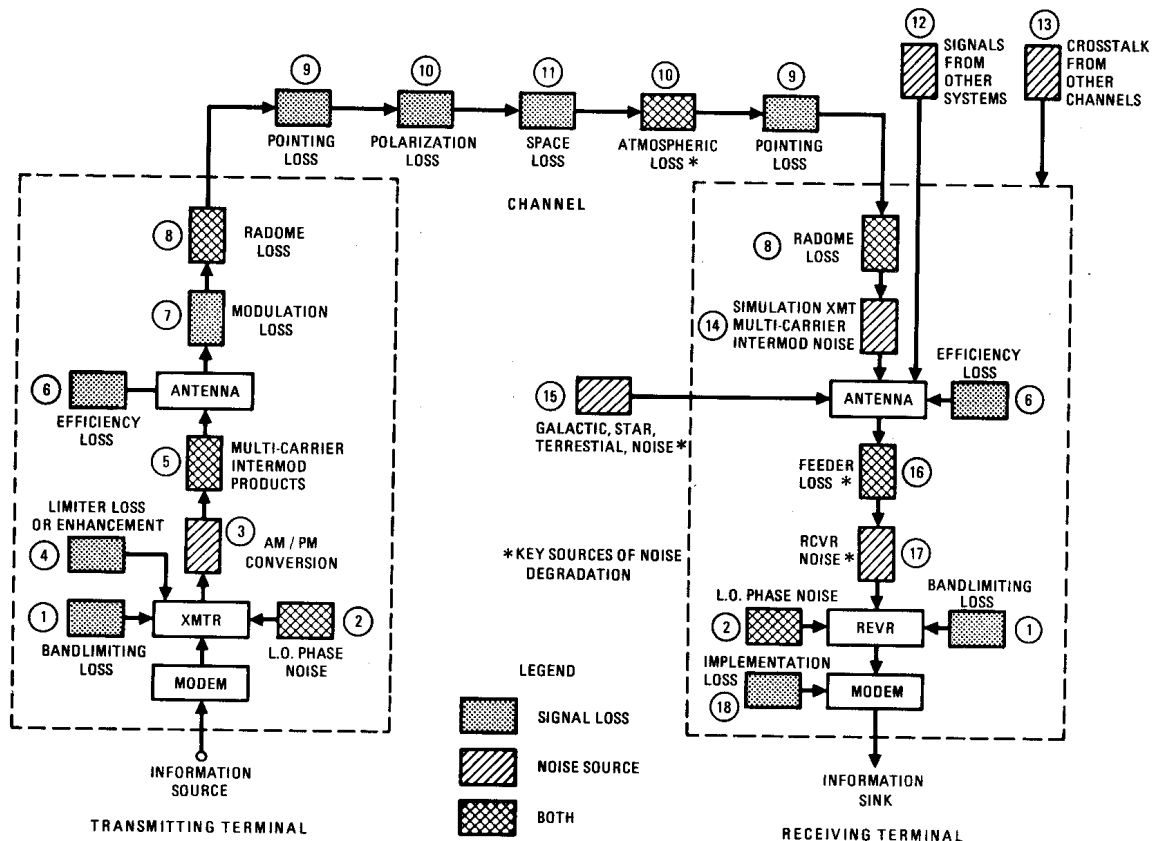 12
SIGNALS
FROM
OTHER
SYSTEMS
13
CROSSTALK
FROM
OTHER
CHANNELS
9
POINTING
LOSS
10
POLARIZATION
LOSS
11
SPACE
LOSS
10
ATMOSPHERIC
LOSS *
9
POINTING
LOSS
CHANNEL
8
RADOME
LOSS
7
MODULATION
LOSS
ANTENNA
6
EFFICIENCY
LOSS
5
MULTI-CARRIER
INTERMOD
PRODUCTS
LIMITER LOSS
OR ENHANCEMENT
4
3
AM / PM
CONVERSION
1
BANDLIMITING
LOSS
XMTR
2
L.O. PHASE
NOISE
MODEM
INFORMATION
SOURCE
TRANSMITTING TERMINAL
8
RADOME
LOSS
14
SIMULATION XMT
MULTI-CARRIER
INTERMOD NOISE
15
GALACTIC, STAR,
TERRESTIAL, NOISE *
ANTENNA
EFFICIENCY
LOSS
6
FEEDER
LOSS *
16
RCVR
NOISE *
17
* KEY SOURCES OF NOISE
DEGRADATION
L.O. PHASE NOISE
2
REVR
BANDLIMITING
LOSS
1
IMPLEMENTATION
LOSS
18
MODEM
INFORMATION
SINK
RECEIVING TERMINAL
LEGEND
SIGNAL LOSS
NOISE SOURCE
BOTH